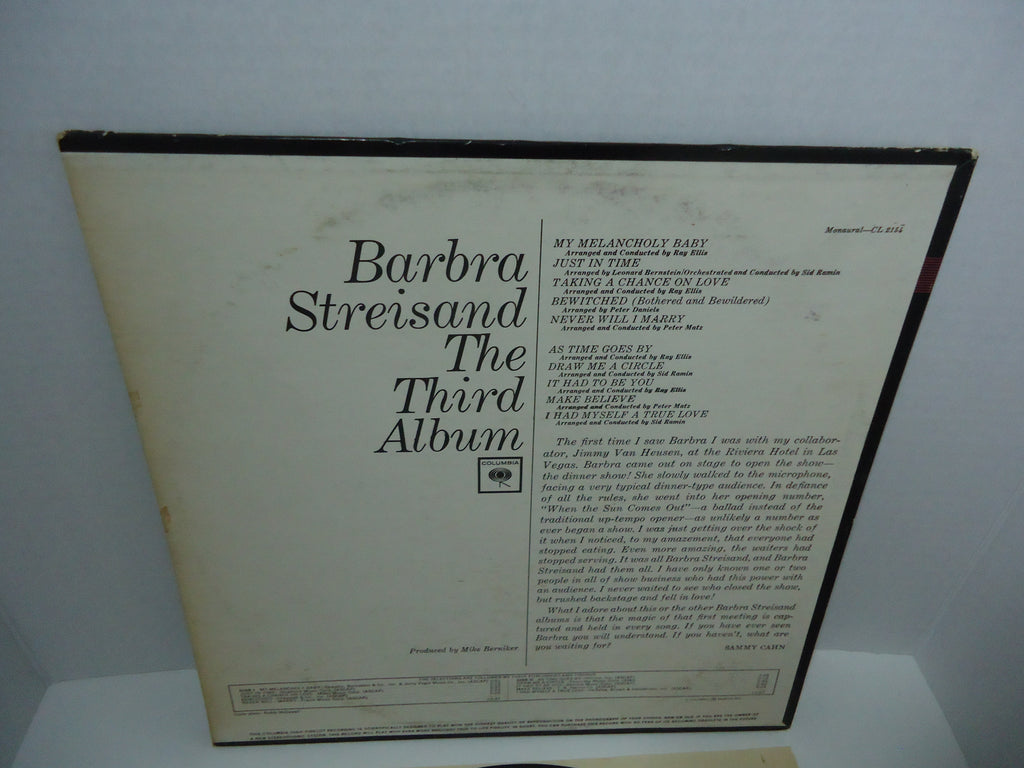 Monaural—CL 2154
Barbra
Streisand
The
Third
Album
COLUMBIA
MY MELANCHOLY BABY
Arranged and Conducted by Ray Ellis
JUST IN TIME
Arranged by Leonard Bernstein/Orchestrated and Conducted by Sid Ramin
TAKING A CHANCE ON LOVE
Arranged and Conducted by Ray Ellis
BEWITCHED (Bothered and Bewildered)
Arranged by Peter Daniels
NEVER WILL I MARRY
Arranged and Conducted by Peter Matz
AS TIME GOES BY
Arranged and Conducted by Ray Ellis
DRAW ME A CIRCLE
Arranged and Conducted by Sid Ramin
IT HAD TO BE YOU
Arranged and Conducted by Ray Ellis
MAKE BELIEVE
Arranged and Conducted by Peter Matz
I HAD MYSELF A TRUE LOVE
Arranged and Conducted by Sid Ramin
The first time I saw Barbra I was with my collabor-
ator, Jimmy Van Heusen, at the Riviera Hotel in Las
Vegas. Barbra came out on stage to open the show—
the dinner show! She slowly walked to the microphone,
facing a very typical dinner-type audience. In defiance
of all the rules, she went into her opening number,
"When the Sun Comes Out"—a ballad instead of the
traditional up-tempo opener—as unlikely a number as
ever began a show. I was just getting over the shock of
it when I noticed, to my amazement, that everyone had
stopped eating. Even more amazing, the waiters had
stopped serving. It was all Barbra Streisand, and Barbra
Streisand had them all. I have only known one or two
people in all of show business who had this power with
an audience. I never waited to see who closed the show,
but rushed backstage and fell in love!
What I adore about this or the other Barbra Streisand
albums is that the magic of that first meeting is cap-
tured and held in every song. If you have ever seen
Barbra you will understand. If you haven't, what are
you waiting for?
SAMMY CAHN
Produced by Mike Berniker